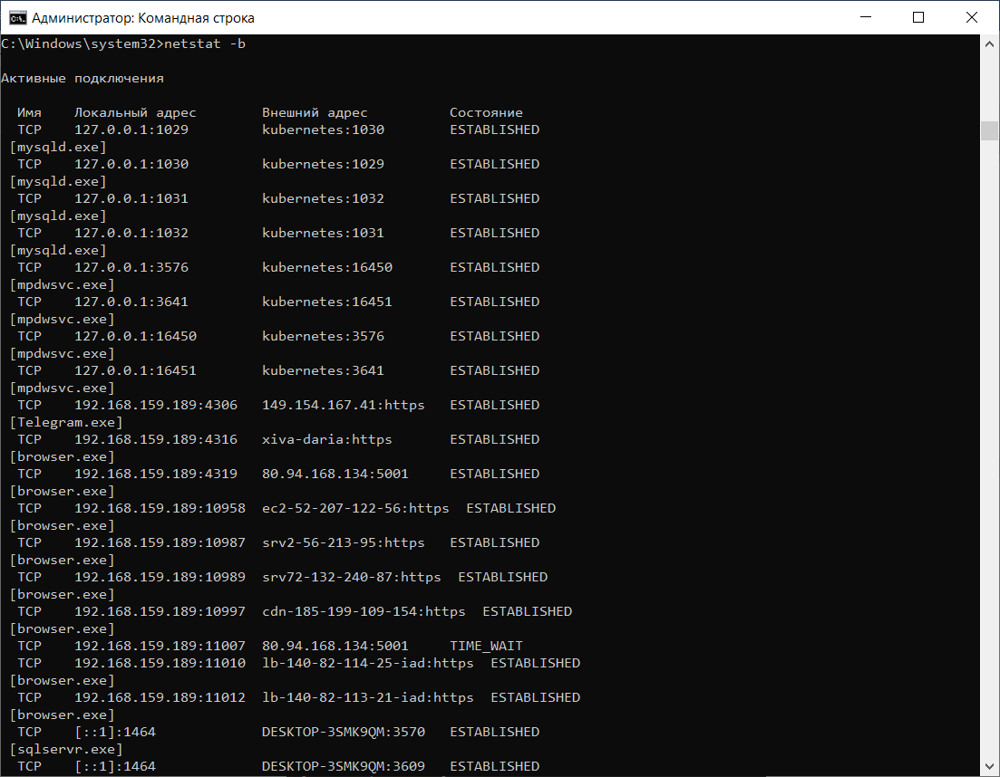 Администратор: Командная строка
C:\Windows\system32>netstat -b
Активные подключения
Имя    Локальный адрес        Внешний адрес          Состояние
TCP    127.0.0.1:1029         kubernetes:1030        ESTABLISHED
[mysqld.exe]
TCP    127.0.0.1:1030         kubernetes:1029        ESTABLISHED
[mysqld.exe]
TCP    127.0.0.1:1031         kubernetes:1032        ESTABLISHED
[mysqld.exe]
TCP    127.0.0.1:1032         kubernetes:1031        ESTABLISHED
[mysqld.exe]
TCP    127.0.0.1:3576         kubernetes:16450       ESTABLISHED
[mpdwsvc.exe]
TCP    127.0.0.1:3641         kubernetes:16451       ESTABLISHED
[mpdwsvc.exe]
TCP    127.0.0.1:16450        kubernetes:3576        ESTABLISHED
[mpdwsvc.exe]
TCP    127.0.0.1:16451        kubernetes:3641        ESTABLISHED
[mpdwsvc.exe]
TCP    192.168.159.189:4306   149.154.167.41:https   ESTABLISHED
[Telegram.exe]
TCP    192.168.159.189:4316   xiva-daria:https       ESTABLISHED
[browser.exe]
TCP    192.168.159.189:4319   80.94.168.134:5001     ESTABLISHED
[browser.exe]
TCP    192.168.159.189:10958  ec2-52-207-122-56:https  ESTABLISHED
[browser.exe]
TCP    192.168.159.189:10987  srv2-56-213-95:https   ESTABLISHED
[browser.exe]
TCP    192.168.159.189:10989  srv72-132-240-87:https  ESTABLISHED
[browser.exe]
TCP    192.168.159.189:10997  cdn-185-199-109-154:https  ESTABLISHED
[browser.exe]
TCP    192.168.159.189:11007  80.94.168.134:5001     TIME_WAIT
TCP    192.168.159.189:11010  lb-140-82-114-25-iad:https  ESTABLISHED
[browser.exe]
TCP    192.168.159.189:11012  lb-140-82-113-21-iad:https  ESTABLISHED
[browser.exe]
TCP    [::1]:1464             DESKTOP-3SMK9QM:3570   ESTABLISHED
[sqlservr.exe]
TCP    [::1]:1464             DESKTOP-3SMK9QM:3609   ESTABLISHED